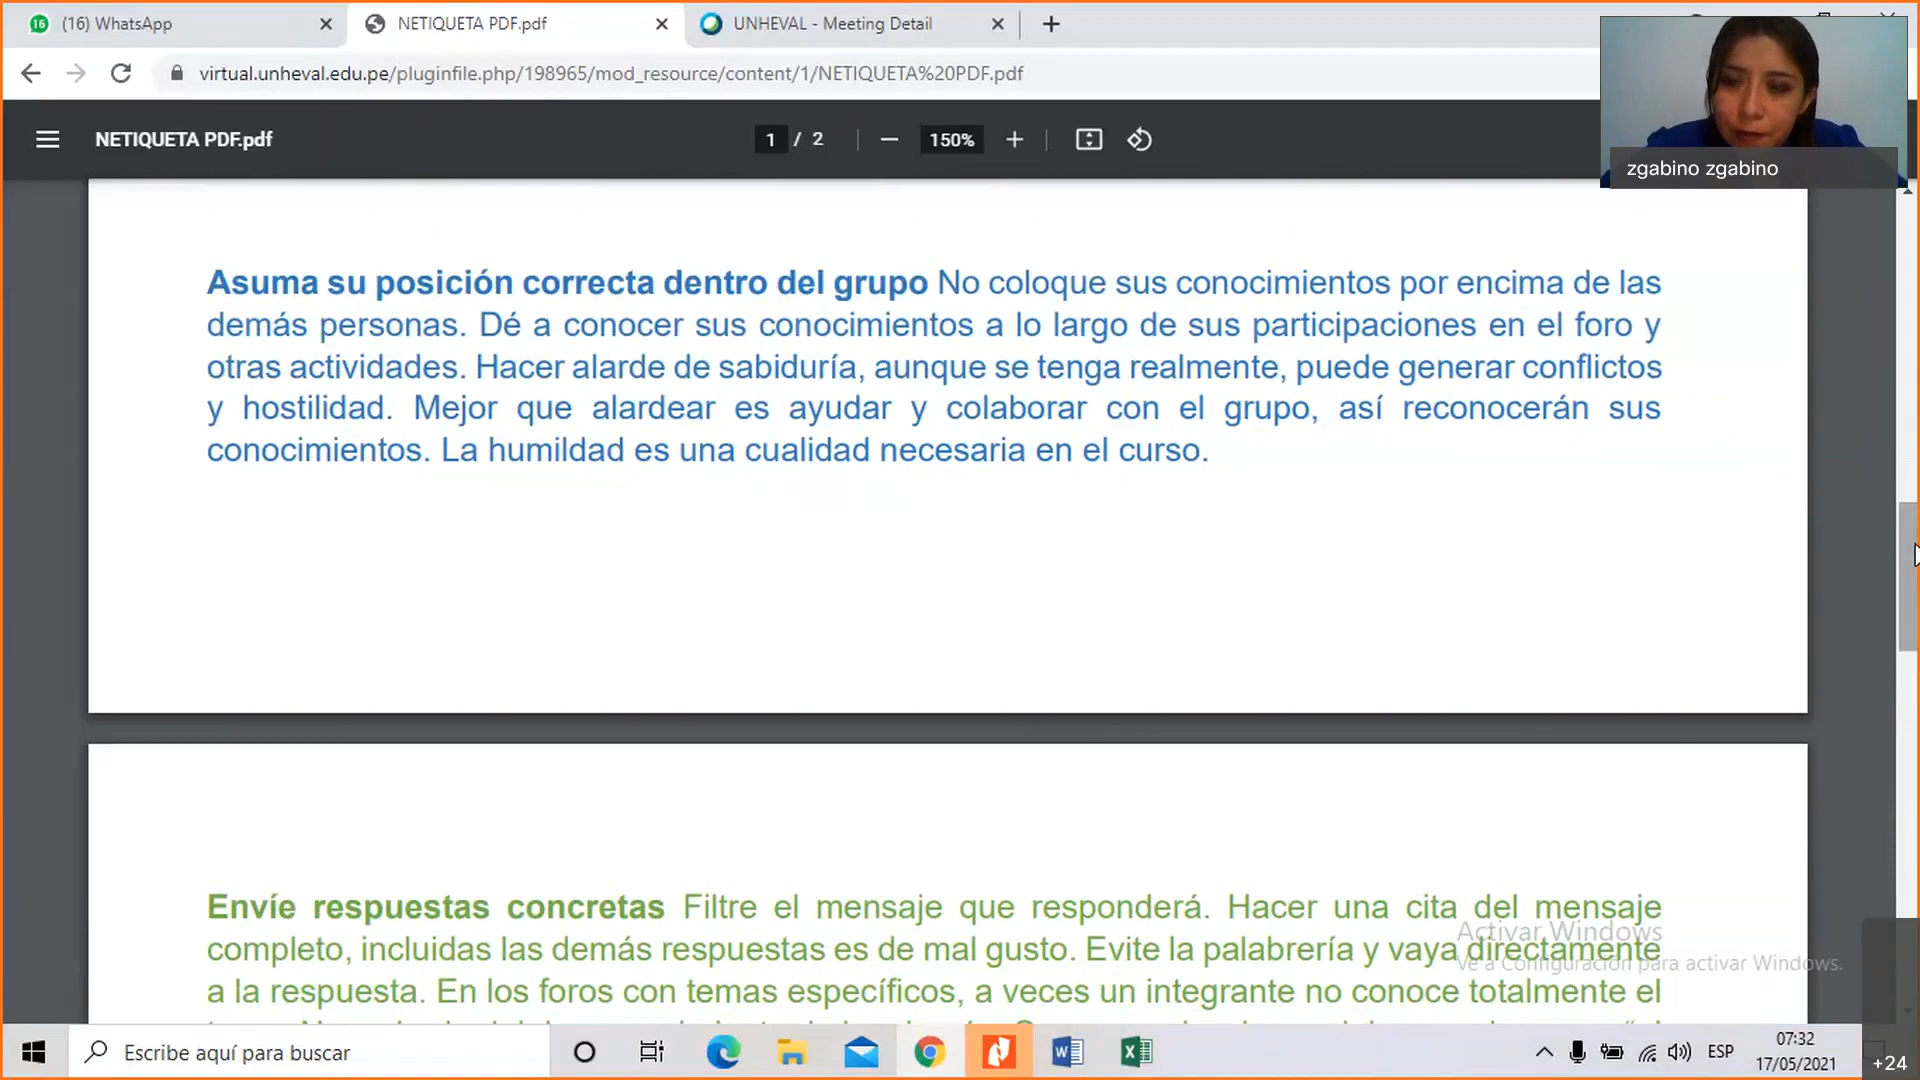 (16) WhatsApp
NETIQUETA PDF.pdf
UNHEVAL - Meeting Detail
virtual.unheval.edu.pe/pluginfile.php/198965/mod_resource/content/1/NETIQUETA%20PDF.pdf
NETIQUETA PDF.pdf
1 / 2
150%
zgabino zgabino
Asuma su posición correcta dentro del grupo No coloque sus conocimientos por encima de las
demás personas. Dé a conocer sus conocimientos a lo largo de sus participaciones en el foro y
otras actividades. Hacer alarde de sabiduría, aunque se tenga realmente, puede generar conflictos
y hostilidad. Mejor que alardear es ayudar y colaborar con el grupo, así reconocerán sus
conocimientos. La humildad es una cualidad necesaria en el curso.
Envíe respuestas concretas Filtre el mensaje que responderá. Hacer una cita del mensaje
completo, incluidas las demás respuestas es de mal gusto. Evite la palabrería y vaya directamente
a la respuesta. En los foros con temas específicos, a veces un integrante no conoce totalmente el
Activar Windows
Ve a Configuración para activar Windows.
Escribe aquí para buscar
ESP
07:32
17/05/2021
+24